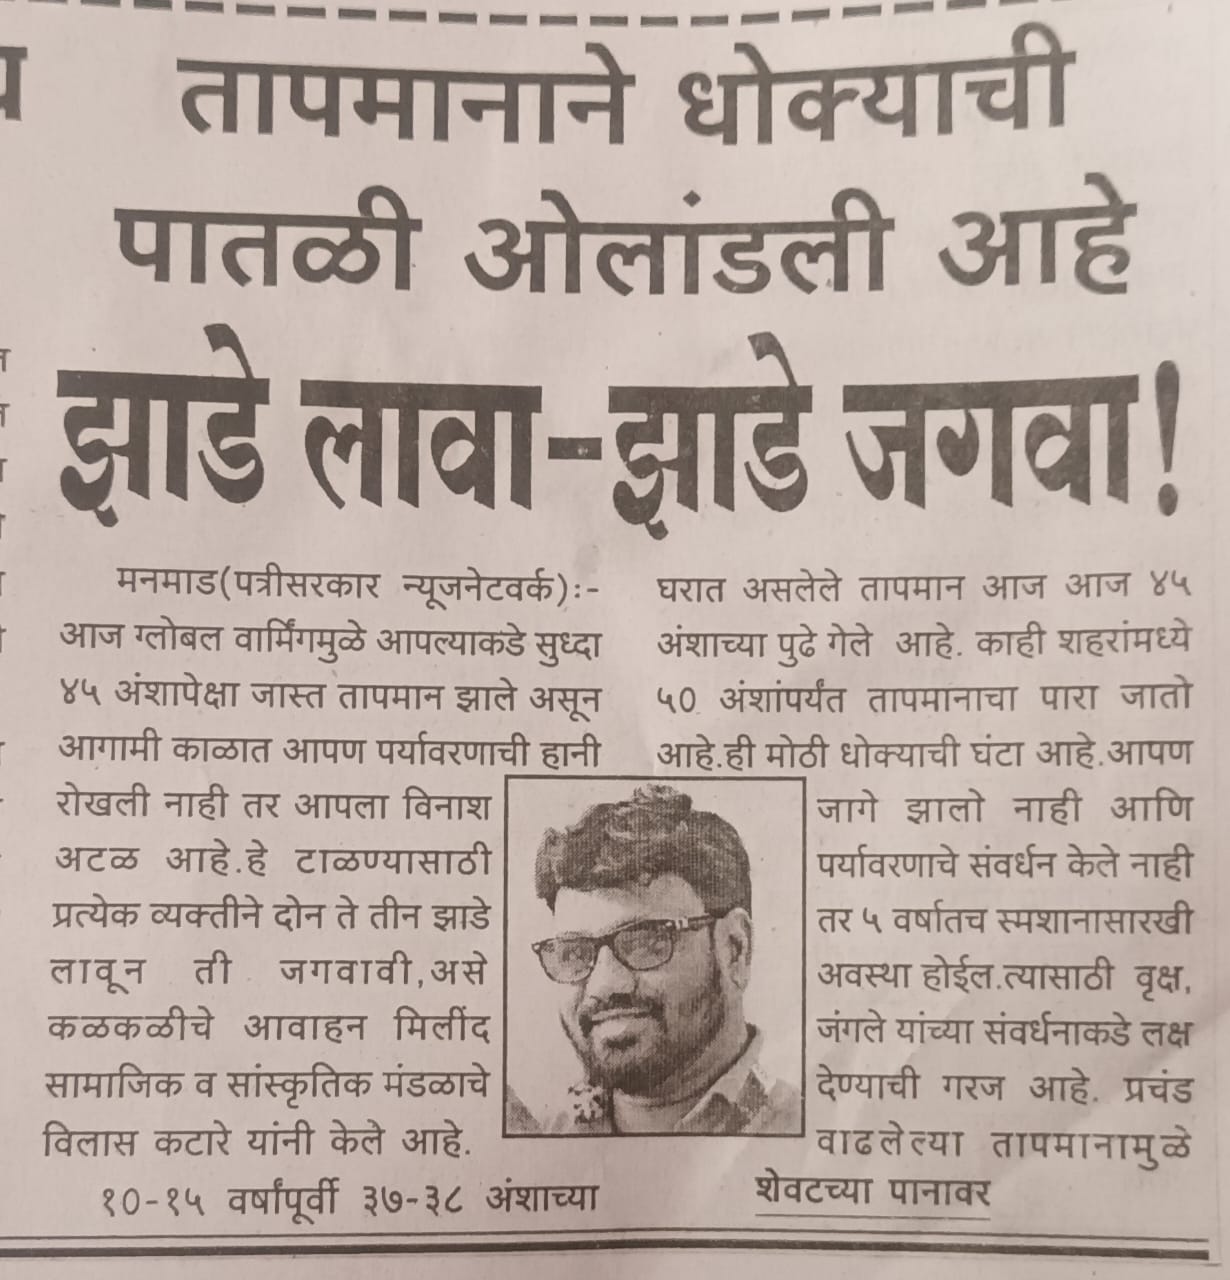 तापमानाने धोक्याची
पातळी ओलांडली आहे
झाडे लावा-झाडे जगवा!
मनमाड(पत्रीसरकार न्यूजनेटवर्क):-
आज ग्लोबल वार्मिंगमुळे आपल्याकडे सुध्दा
४५ अंशापेक्षा जास्त तापमान झाले असून
आगामी काळात आपण पर्यावरणाची हानी
रोखली नाही तर आपला विनाश
अटळ आहे.हे टाळण्यासाठी
प्रत्येक व्यक्तीने दोन ते तीन झाडे
लावून ती जगवावी,असे
कळकळीचे आवाहन मिलींद
सामाजिक व सांस्कृतिक मंडळाचे
विलास कटारे यांनी केले आहे.
१०-१५ वर्षांपूर्वी ३७-३८ अंशाच्या
घरात असलेले तापमान आज आज ४५
अंशाच्या पुढे गेले आहे. काही शहरांमध्ये
५० अंशांपर्यंत तापमानाचा पारा जातो
आहे.ही मोठी धोक्याची घंटा आहे.आपण
जागे झालो नाही आणि
पर्यावरणाचे संवर्धन केले नाही
तर ५ वर्षातच स्मशानासारखी
अवस्था होईल.त्यासाठी वृक्ष,
जंगले यांच्या संवर्धनाकडे लक्ष
देण्याची गरज आहे. प्रचंड
वाढलेल्या तापमानामुळे
शेवटच्या पानावर